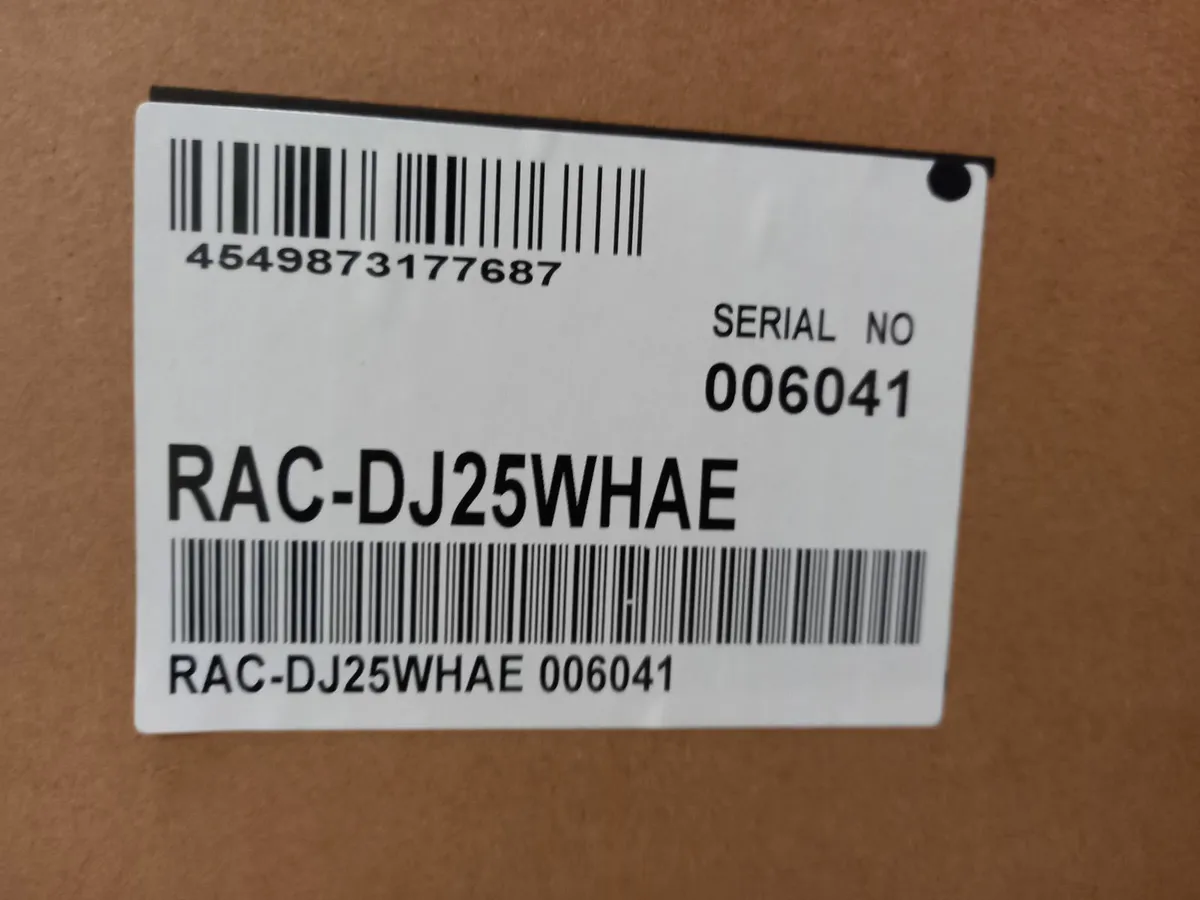 4549873177687
SERIAL NO
006041
RAC-DJ25WHAE
RAC-DJ25WHAE 006041